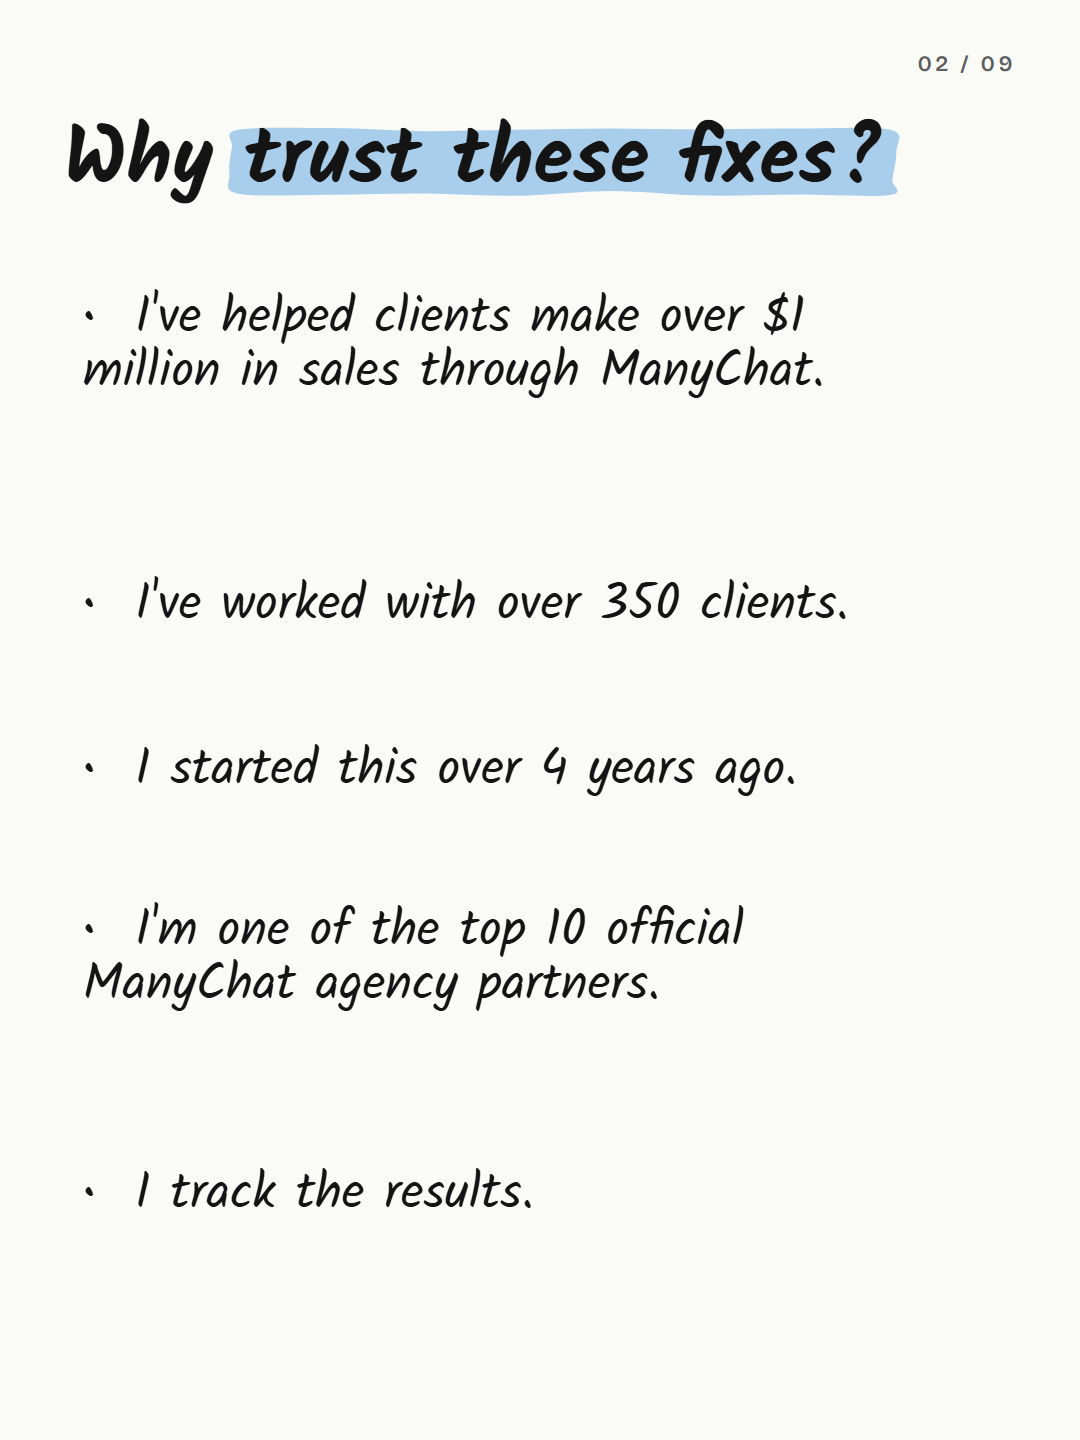 02 / 09
Why trust these fixes?
· I've helped clients make over $1
million in sales through ManyChat.
· I've worked with over 350 clients.
· I started this over 4 years ago.
· I'm one of the top 10 official
ManyChat agency partners.
· I track the results.